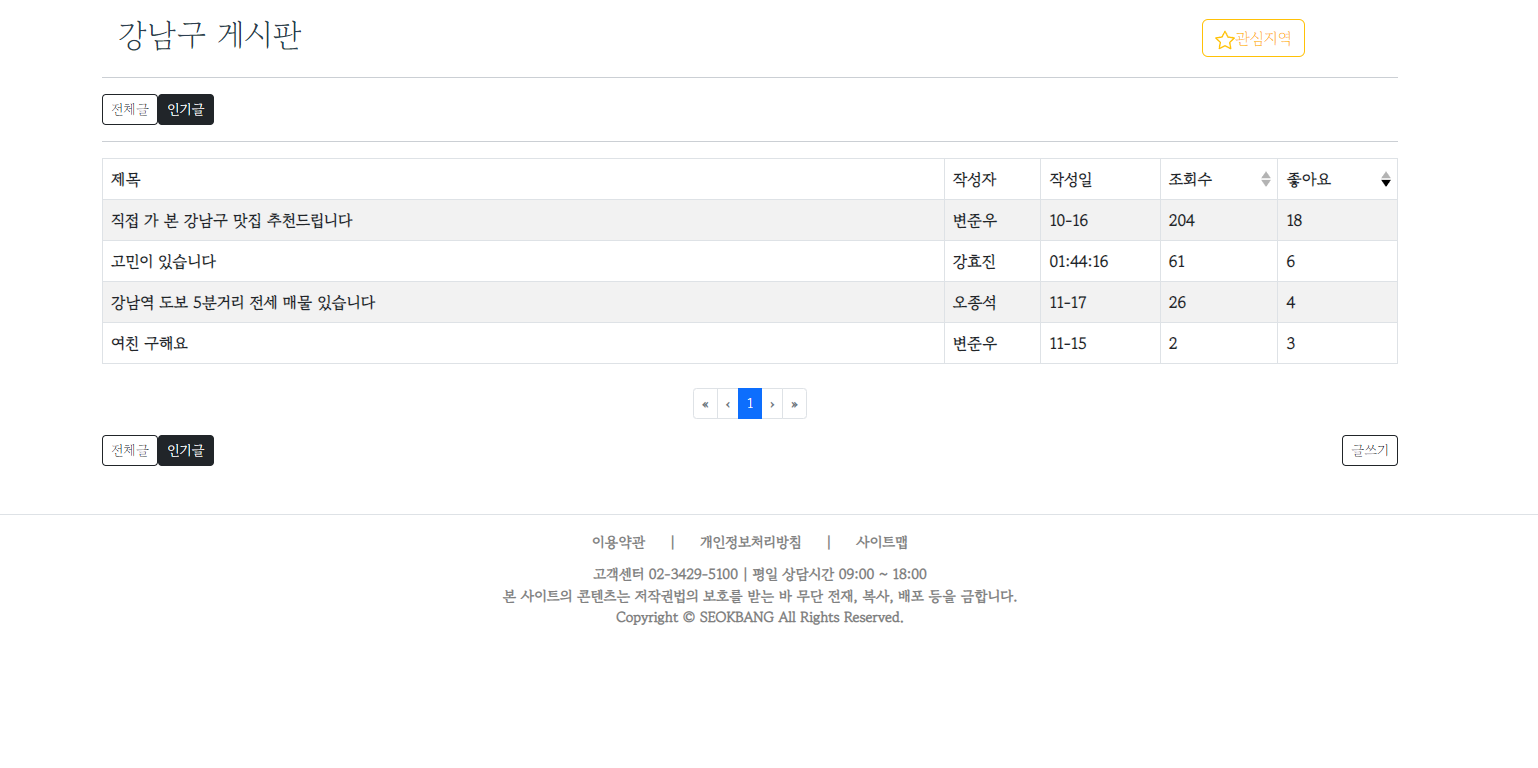 강남구 게시판 관심지역
전체글 인기글
제목 작성자 작성일 조회수 좋아요
직접 가 본 강남구 맛집 추천드립니다 변준우 10-16 204 18
고민이 있습니다 강효진 01:44:16 61 6
강남역 도보 5분거리 전세 매물 있습니다 오종석 11-17 26 4
여친 구해요 변준우 11-15 2 3
« ‹ 1 › »
전체글 인기글 글쓰기
이용약관 | 개인정보처리방침 | 사이트맵
고객센터 02-3429-5100 | 평일 상담시간 09:00 ~ 18:00
본 사이트의 콘텐츠는 저작권법의 보호를 받는 바 무단 전재, 복사, 배포 등을 금합니다.
Copyright © SEOKBANG All Rights Reserved.